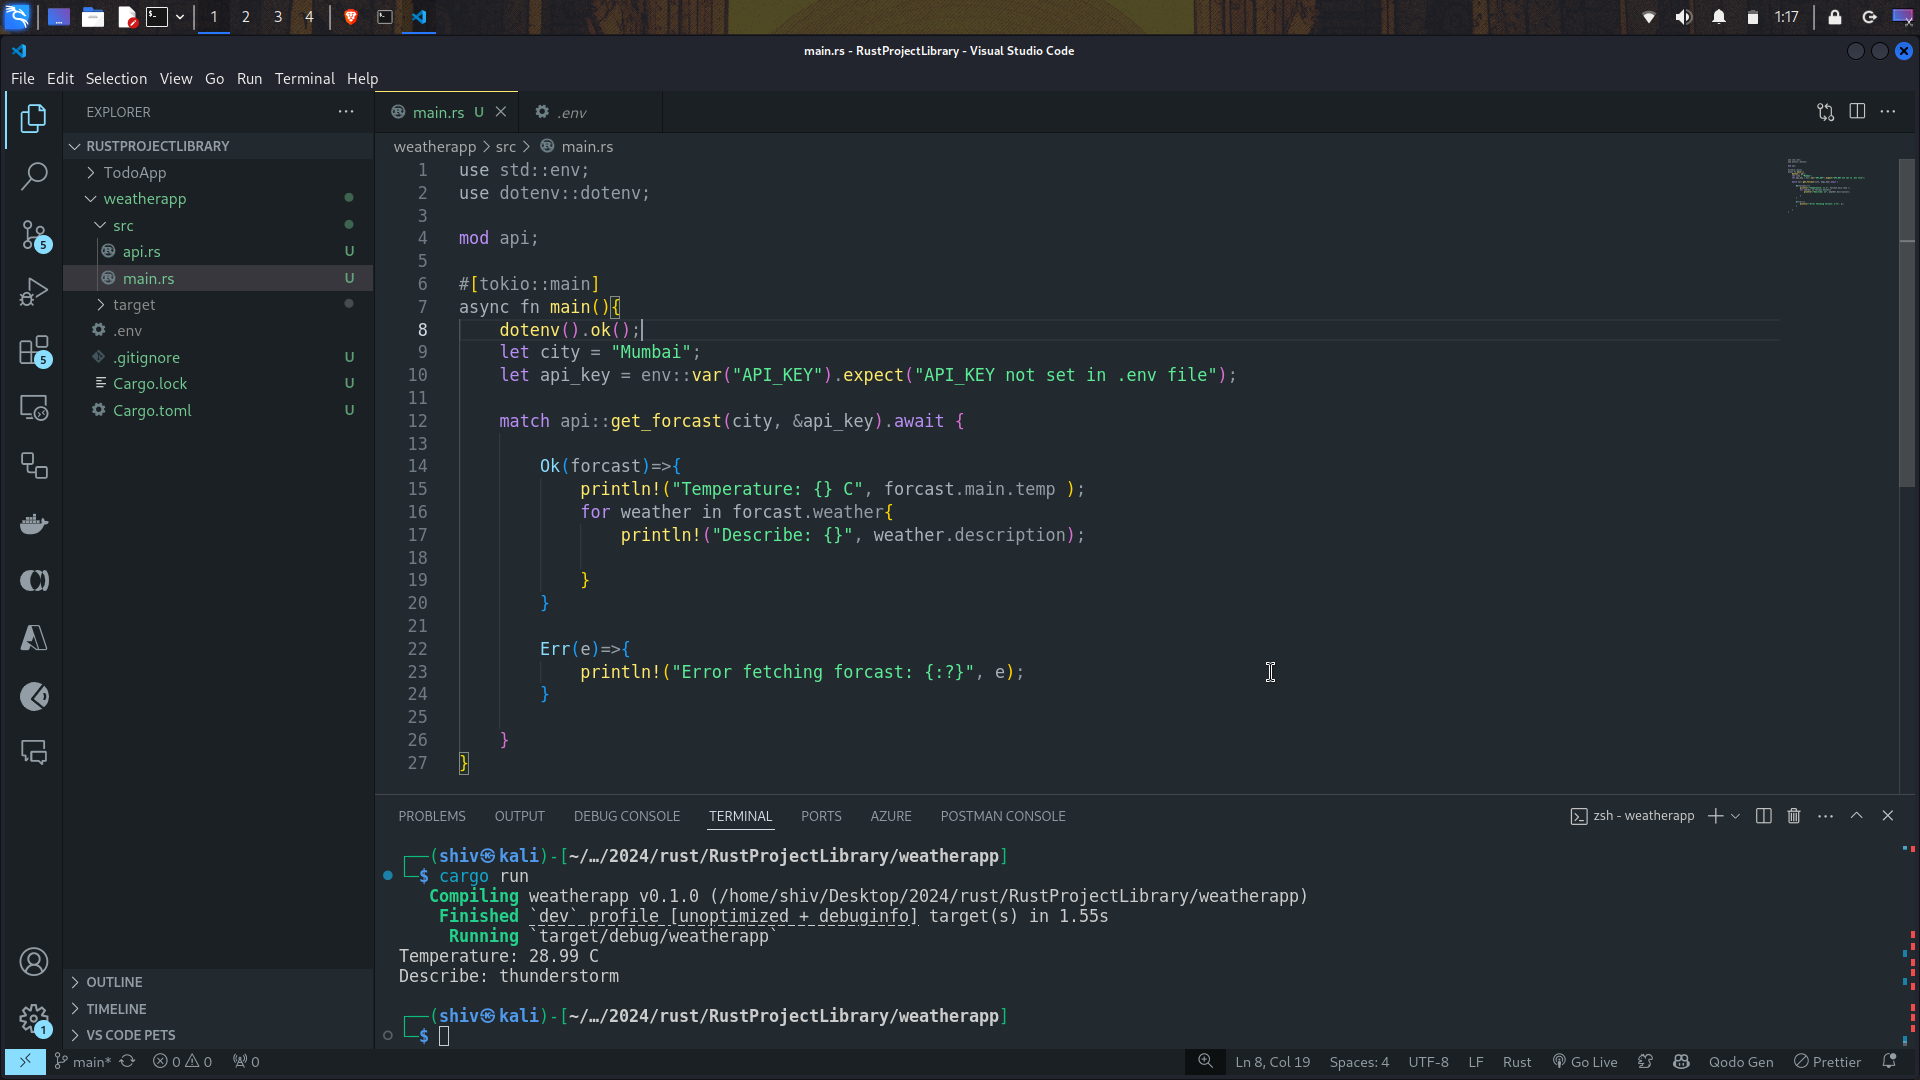 1 2 3 4 1:17
main.rs - RustProjectLibrary - Visual Studio Code
File Edit Selection View Go Run Terminal Help
EXPLORER
RUSTPROJECTLIBRARY
TodoApp
weatherapp
src
api.rs U
main.rs U
target
.env
.gitignore U
Cargo.lock U
Cargo.toml U
OUTLINE
TIMELINE
VS CODE PETS
5
5
1
main.rs U .env
weatherapp > src > main.rs
1 use std::env;
2 use dotenv::dotenv;
3
4 mod api;
5
6 #[tokio::main]
7 async fn main(){
8 dotenv().ok();
9 let city = "Mumbai";
10 let api_key = env::var("API_KEY").expect("API_KEY not set in .env file");
11
12 match api::get_forcast(city, &api_key).await {
13
14 Ok(forcast)=>{
15 println!("Temperature: {} C", forcast.main.temp );
16 for weather in forcast.weather{
17 println!("Describe: {}", weather.description);
18
19 }
20 }
21
22 Err(e)=>{
23 println!("Error fetching forcast: {:?}", e);
24 }
25
26 }
27 }
PROBLEMS OUTPUT DEBUG CONSOLE TERMINAL PORTS AZURE POSTMAN CONSOLE zsh - weatherapp
┌──(shiv㉿kali)-[~/…/2024/rust/RustProjectLibrary/weatherapp]
└─$ cargo run
Compiling weatherapp v0.1.0 (/home/shiv/Desktop/2024/rust/RustProjectLibrary/weatherapp)
Finished `dev` profile [unoptimized + debuginfo] target(s) in 1.55s
Running `target/debug/weatherapp`
Temperature: 28.99 C
Describe: thunderstorm
┌──(shiv㉿kali)-[~/…/2024/rust/RustProjectLibrary/weatherapp]
└─$
main* 0 0 0 Ln 8, Col 19 Spaces: 4 UTF-8 LF Rust Go Live Qodo Gen Prettier